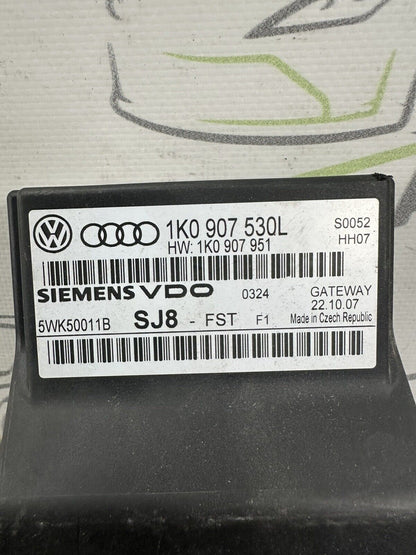 1K0 907 530L S0052
HW: 1K0 907 951 HH07
SIEMENS VDO 0324 GATEWAY
22.10.07
5WK50011B SJ8 - FST F1 Made in Czech Republic